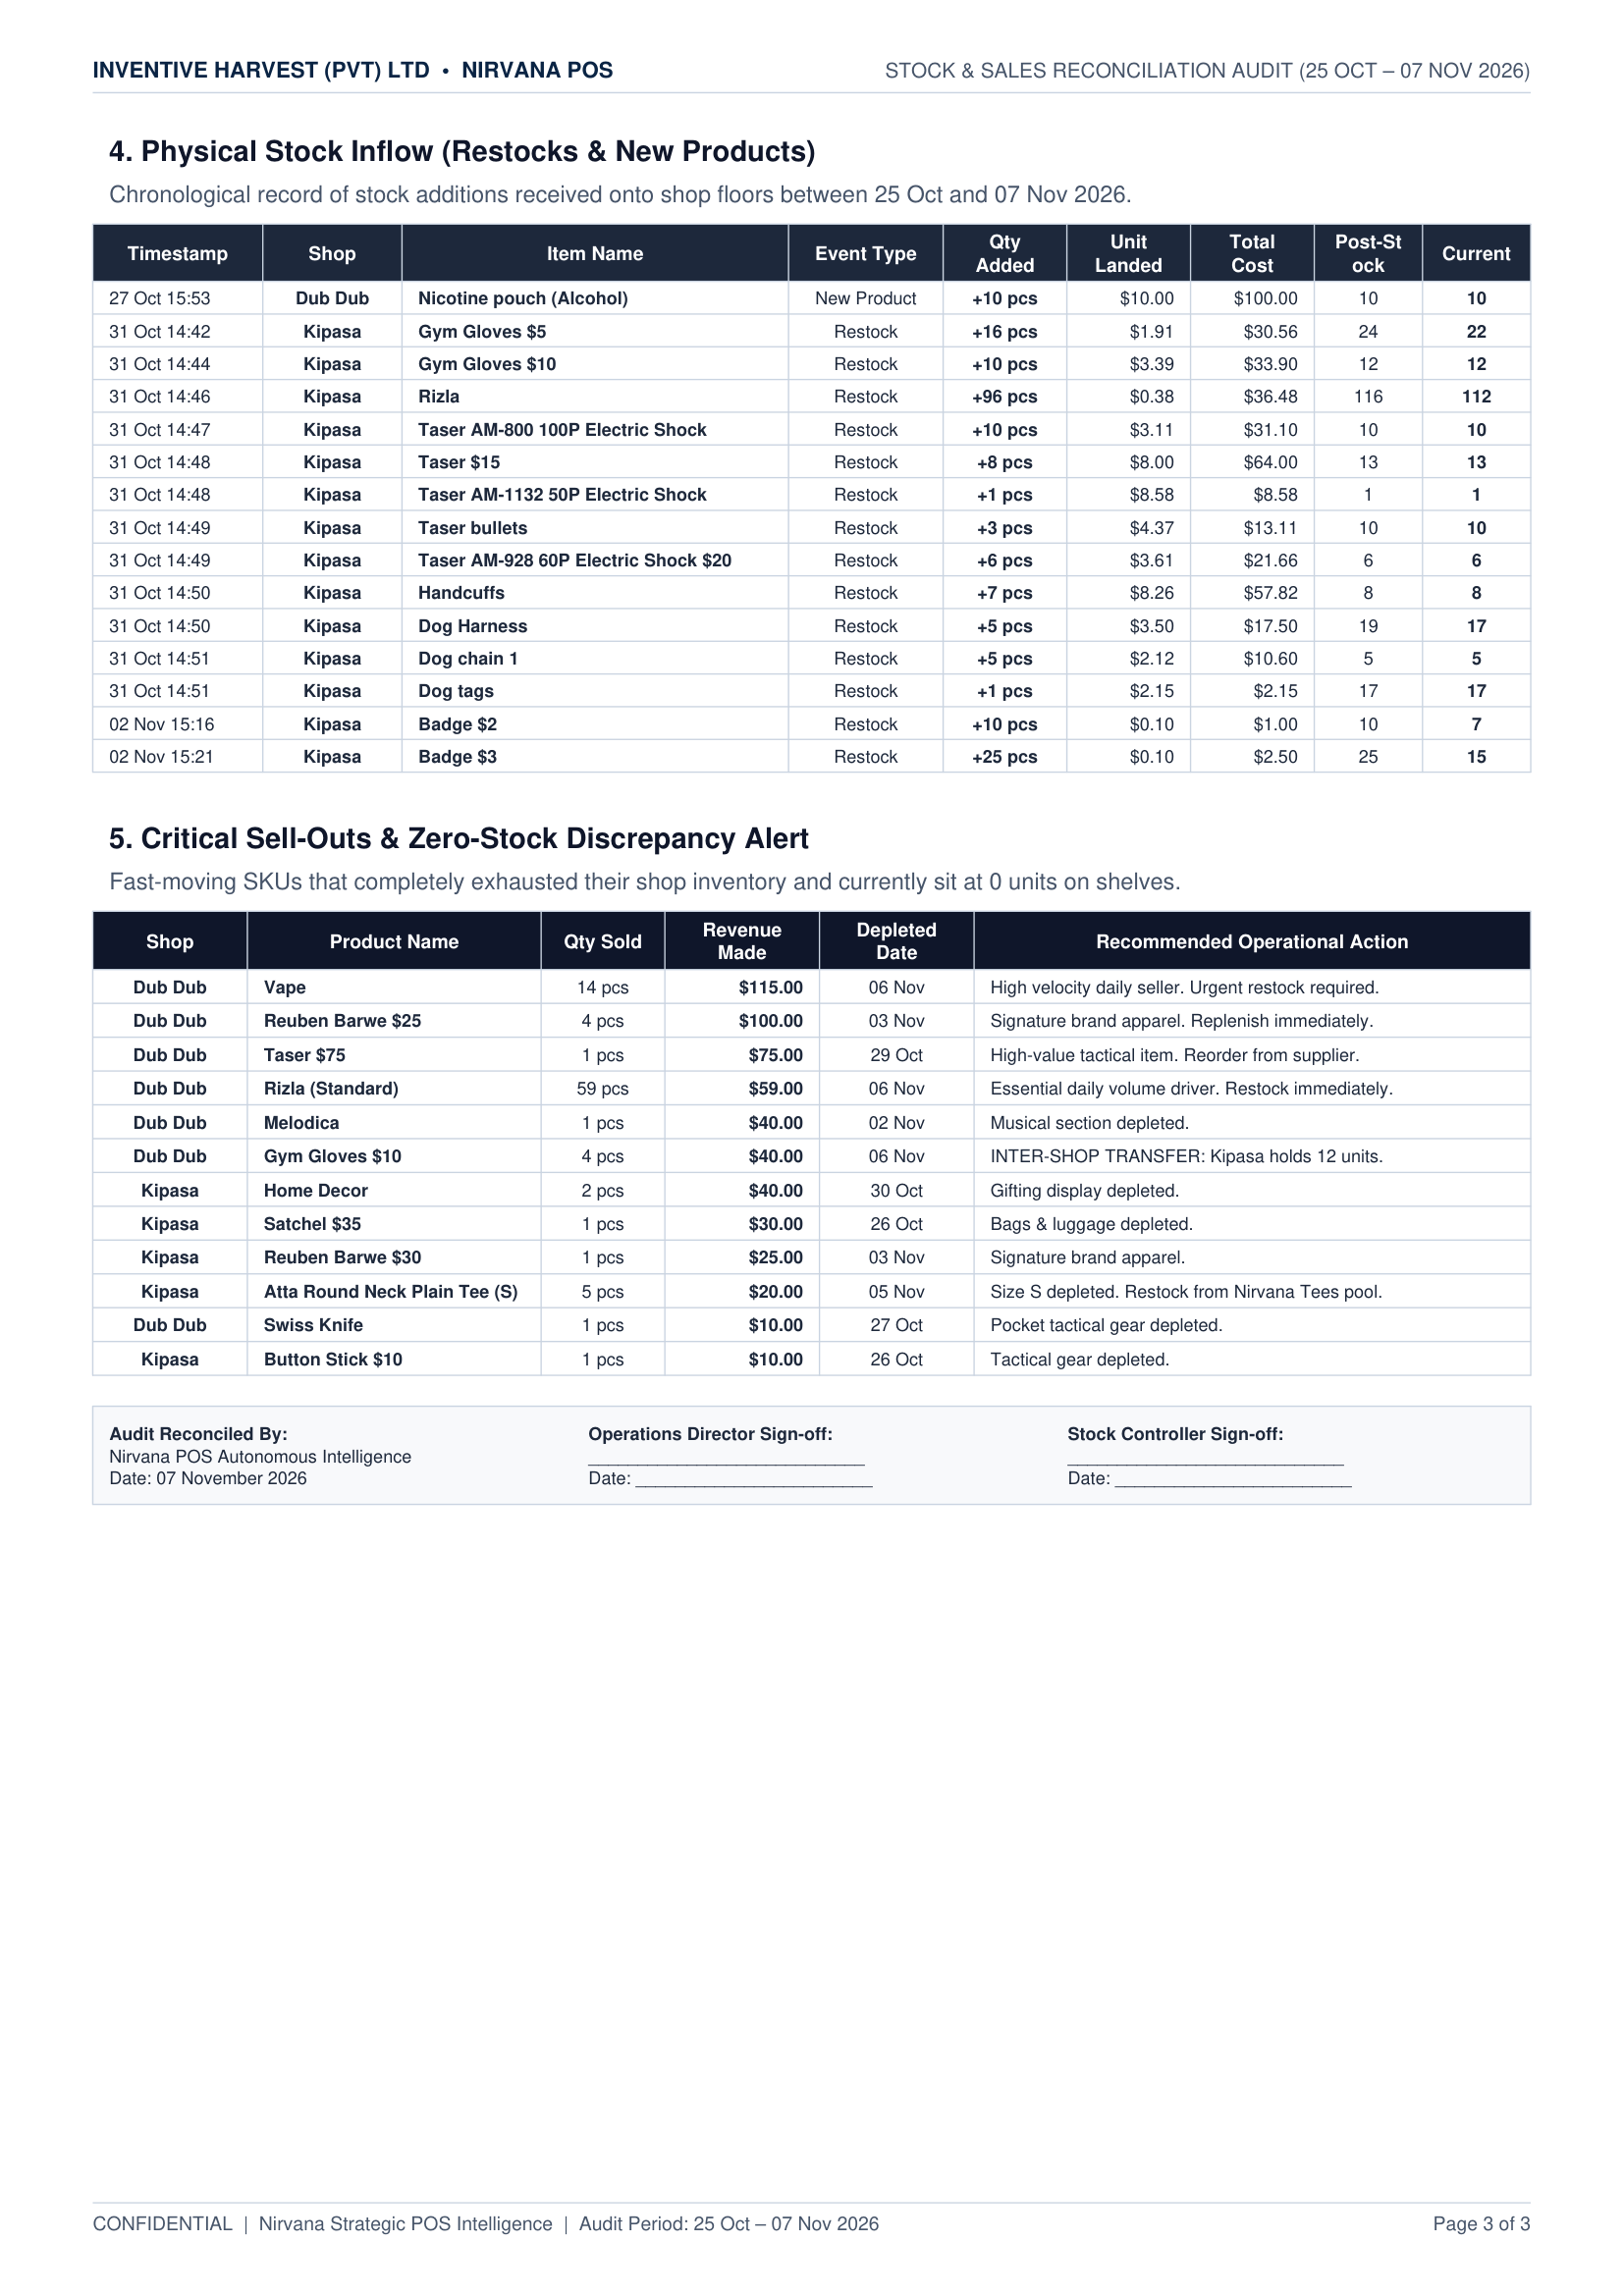 INVENTIVE HARVEST (PVT) LTD • NIRVANA POS STOCK & SALES RECONCILIATION AUDIT (25 OCT – 07 NOV 2026)
4. Physical Stock Inflow (Restocks & New Products)
Chronological record of stock additions received onto shop floors between 25 Oct and 07 Nov 2026.
Timestamp Shop Item Name Event Type Qty Added Unit Landed Total Cost Post-St ock Current
27 Oct 15:53 Dub Dub Nicotine pouch (Alcohol) New Product +10 pcs $10.00 $100.00 10 10
31 Oct 14:42 Kipasa Gym Gloves $5 Restock +16 pcs $1.91 $30.56 24 22
31 Oct 14:44 Kipasa Gym Gloves $10 Restock +10 pcs $3.39 $33.90 12 12
31 Oct 14:46 Kipasa Rizla Restock +96 pcs $0.38 $36.48 116 112
31 Oct 14:47 Kipasa Taser AM-800 100P Electric Shock Restock +10 pcs $3.11 $31.10 10 10
31 Oct 14:48 Kipasa Taser $15 Restock +8 pcs $8.00 $64.00 13 13
31 Oct 14:48 Kipasa Taser AM-1132 50P Electric Shock Restock +1 pcs $8.58 $8.58 1 1
31 Oct 14:49 Kipasa Taser bullets Restock +3 pcs $4.37 $13.11 10 10
31 Oct 14:49 Kipasa Taser AM-928 60P Electric Shock $20 Restock +6 pcs $3.61 $21.66 6 6
31 Oct 14:50 Kipasa Handcuffs Restock +7 pcs $8.26 $57.82 8 8
31 Oct 14:50 Kipasa Dog Harness Restock +5 pcs $3.50 $17.50 19 17
31 Oct 14:51 Kipasa Dog chain 1 Restock +5 pcs $2.12 $10.60 5 5
31 Oct 14:51 Kipasa Dog tags Restock +1 pcs $2.15 $2.15 17 17
02 Nov 15:16 Kipasa Badge $2 Restock +10 pcs $0.10 $1.00 10 7
02 Nov 15:21 Kipasa Badge $3 Restock +25 pcs $0.10 $2.50 25 15
5. Critical Sell-Outs & Zero-Stock Discrepancy Alert
Fast-moving SKUs that completely exhausted their shop inventory and currently sit at 0 units on shelves.
Shop Product Name Qty Sold Revenue Made Depleted Date Recommended Operational Action
Dub Dub Vape 14 pcs $115.00 06 Nov High velocity daily seller. Urgent restock required.
Dub Dub Reuben Barwe $25 4 pcs $100.00 03 Nov Signature brand apparel. Replenish immediately.
Dub Dub Taser $75 1 pcs $75.00 29 Oct High-value tactical item. Reorder from supplier.
Dub Dub Rizla (Standard) 59 pcs $59.00 06 Nov Essential daily volume driver. Restock immediately.
Dub Dub Melodica 1 pcs $40.00 02 Nov Musical section depleted.
Dub Dub Gym Gloves $10 4 pcs $40.00 06 Nov INTER-SHOP TRANSFER: Kipasa holds 12 units.
Kipasa Home Decor 2 pcs $40.00 30 Oct Gifting display depleted.
Kipasa Satchel $35 1 pcs $30.00 26 Oct Bags & luggage depleted.
Kipasa Reuben Barwe $30 1 pcs $25.00 03 Nov Signature brand apparel.
Kipasa Atta Round Neck Plain Tee (S) 5 pcs $20.00 05 Nov Size S depleted. Restock from Nirvana Tees pool.
Dub Dub Swiss Knife 1 pcs $10.00 27 Oct Pocket tactical gear depleted.
Kipasa Button Stick $10 1 pcs $10.00 26 Oct Tactical gear depleted.
Audit Reconciled By: Operations Director Sign-off: Stock Controller Sign-off:
Nirvana POS Autonomous Intelligence ____________________________ ____________________________
Date: 07 November 2026 Date: ________________________ Date: ________________________
CONFIDENTIAL | Nirvana Strategic POS Intelligence | Audit Period: 25 Oct – 07 Nov 2026 Page 3 of 3